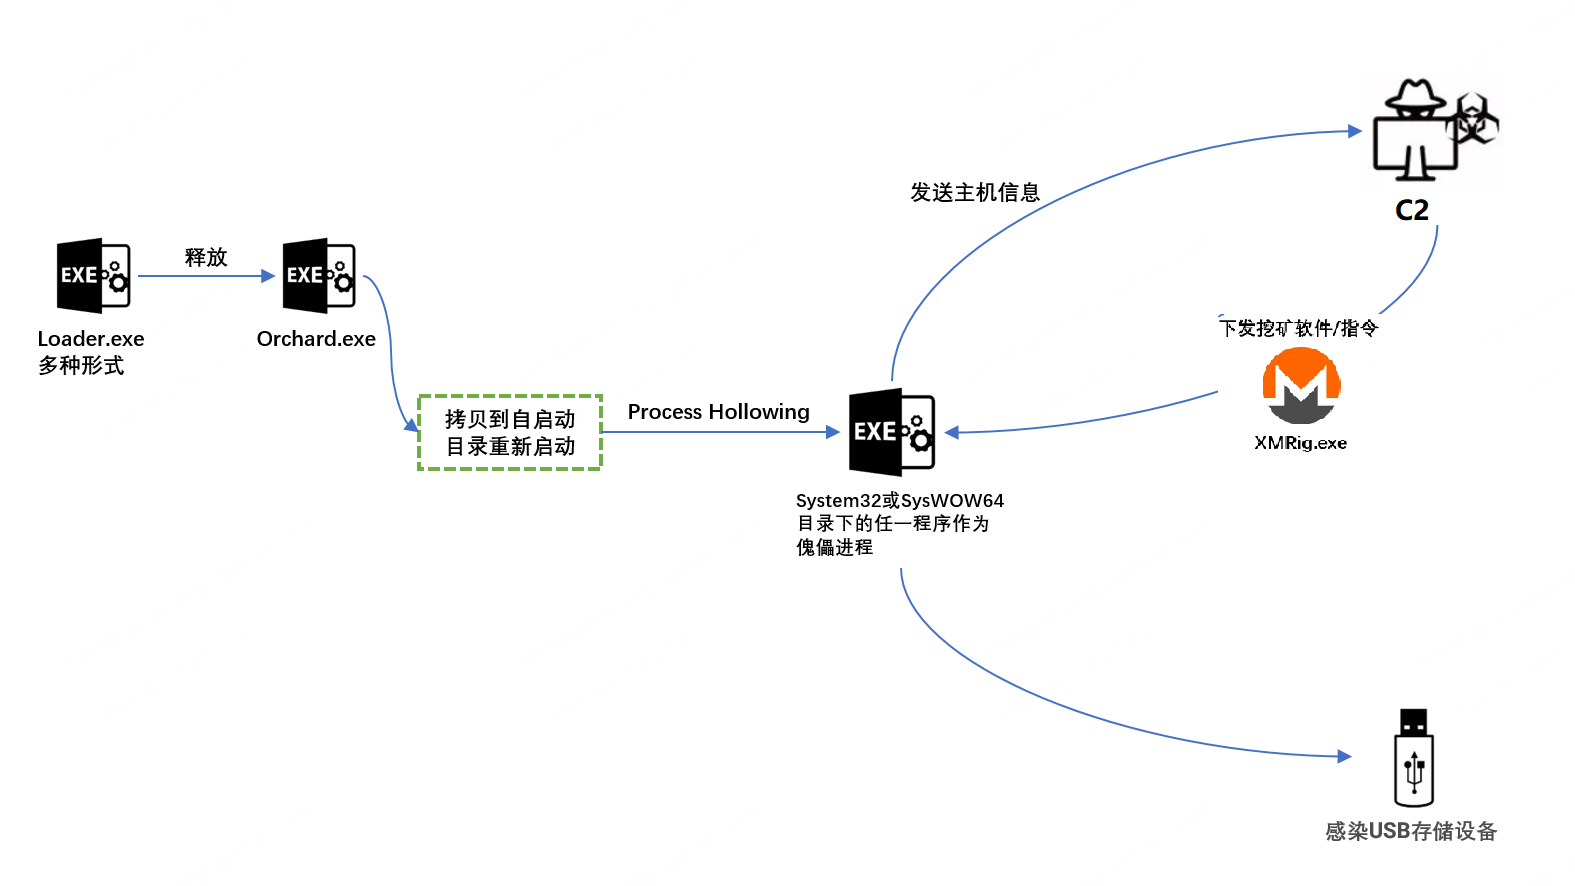 发送主机信息
C2
释放
EXE
EXE
Loader.exe
多种形式
Orchard.exe
下发挖矿软件/指令
XMRig.exe
拷贝到自启动
目录重新启动
Process Hollowing
EXE
System32或SysWOW64
目录下的任一程序作为
傀儡进程
感染USB存储设备